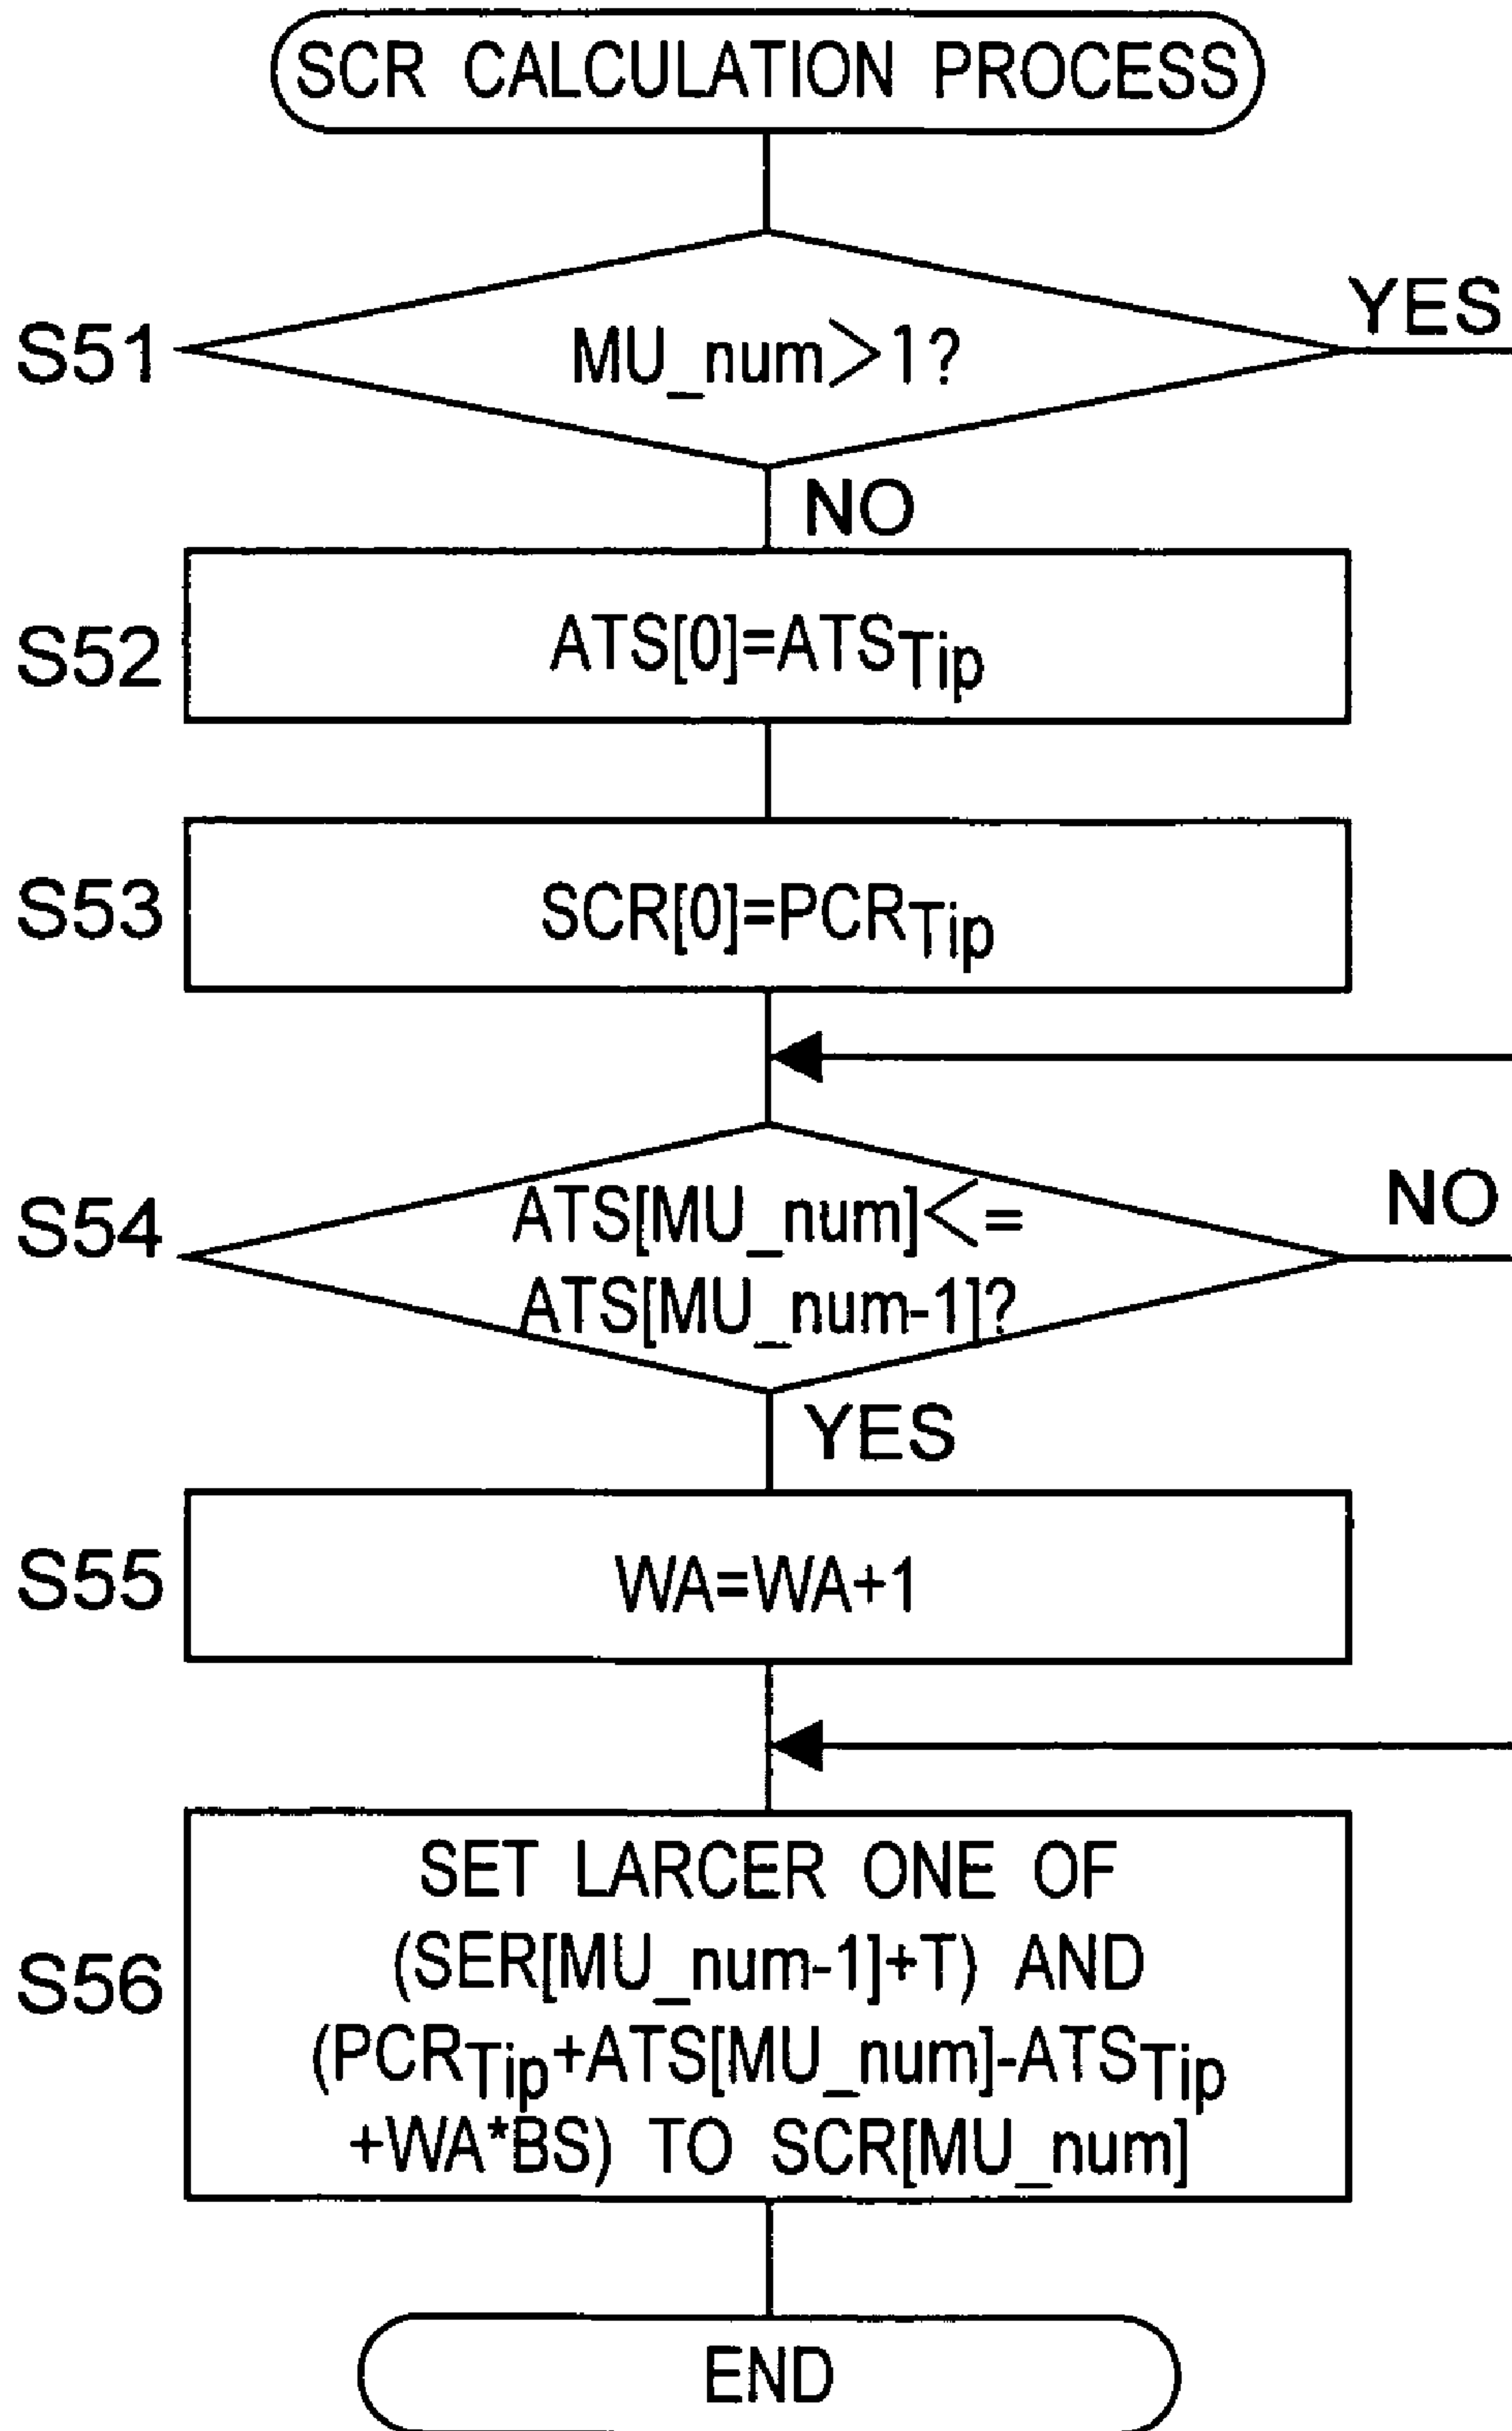 SCR CALCULATION PROCESS
S51
MU_num>1?
YES
NO
S52
ATS[0]=ATSTip
S53
SCR[0]=PCRTip
S54
ATS[MU_num]<=
ATS[MU_num-1]?
NO
YES
S55
WA=WA+1
S56
SET LARCER ONE OF
(SER[MU_num-1]+T) AND
(PCRTip+ATS[MU_num]-ATSTip
+WA*BS) TO SCR[MU_num]
END